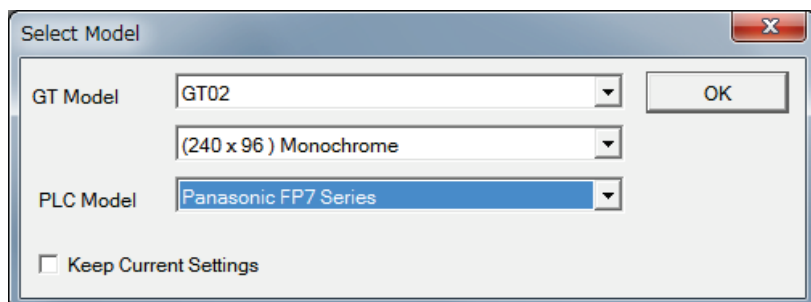 Select Model
GT Model GT02 OK
(240 x 96 ) Monochrome
PLC Model Panasonic FP7 Series
Keep Current Settings